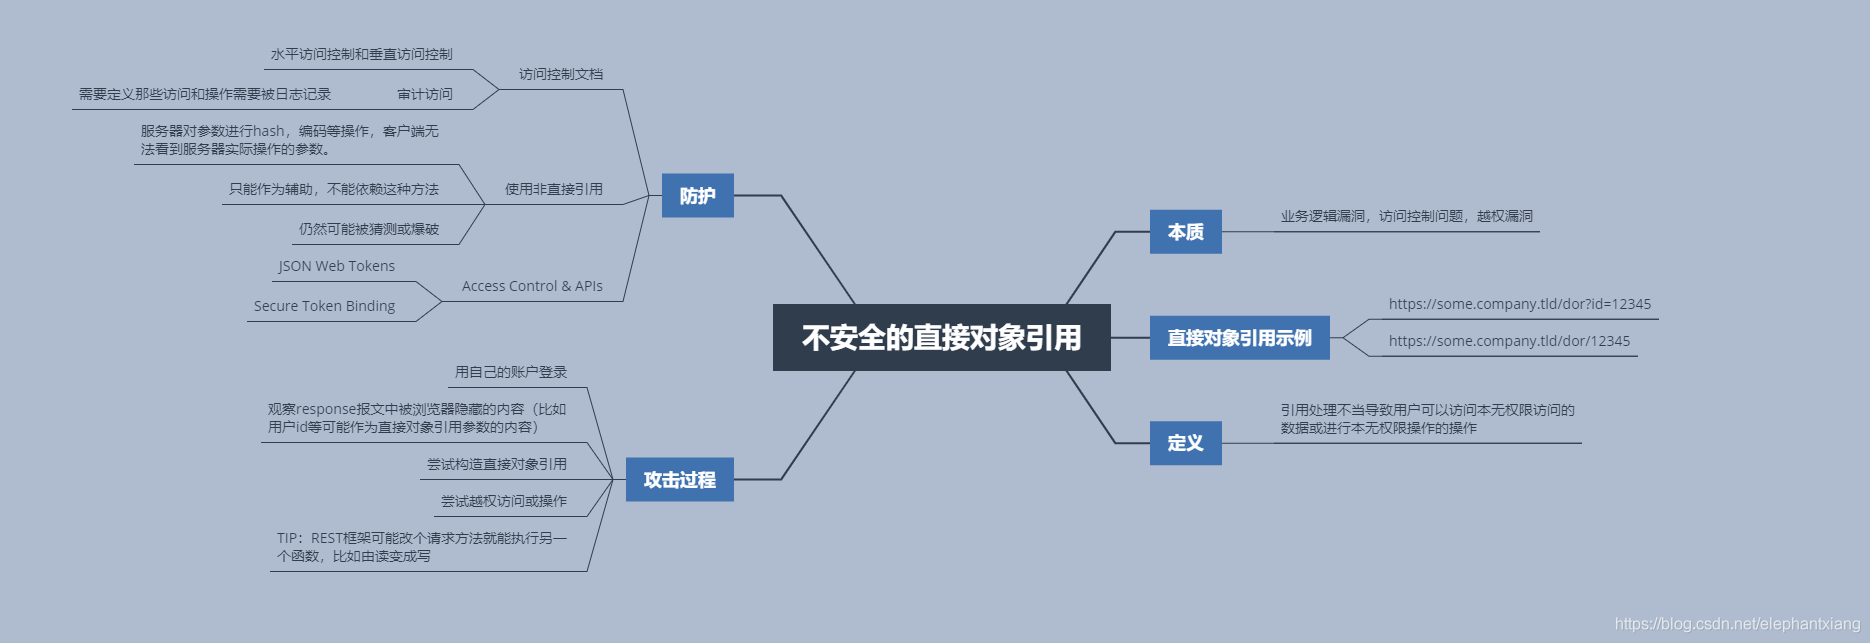 不安全的直接对象引用
本质
业务逻辑漏洞，访问控制问题，越权漏洞
直接对象引用示例
https://some.company.tld/dor?id=12345
https://some.company.tld/dor/12345
定义
引用处理不当导致用户可以访问本无权限访问的
数据或进行本无权限操作的操作
防护
访问控制文档
水平访问控制和垂直访问控制
审计访问
需要定义那些访问和操作需要被日志记录
使用非直接引用
服务器对参数进行hash，编码等操作，客户端无
法看到服务器实际操作的参数。
只能作为辅助，不能依赖这种方法
仍然可能被猜测或爆破
Access Control & APIs
JSON Web Tokens
Secure Token Binding
攻击过程
用自己的账户登录
观察response报文中被浏览器隐藏的内容（比如
用户id等可能作为直接对象引用参数的内容）
尝试构造直接对象引用
尝试越权访问或操作
TIP：REST框架可能改个请求方法就能执行另一
个函数，比如由读变成写
https://blog.csdn.net/elephantxiang